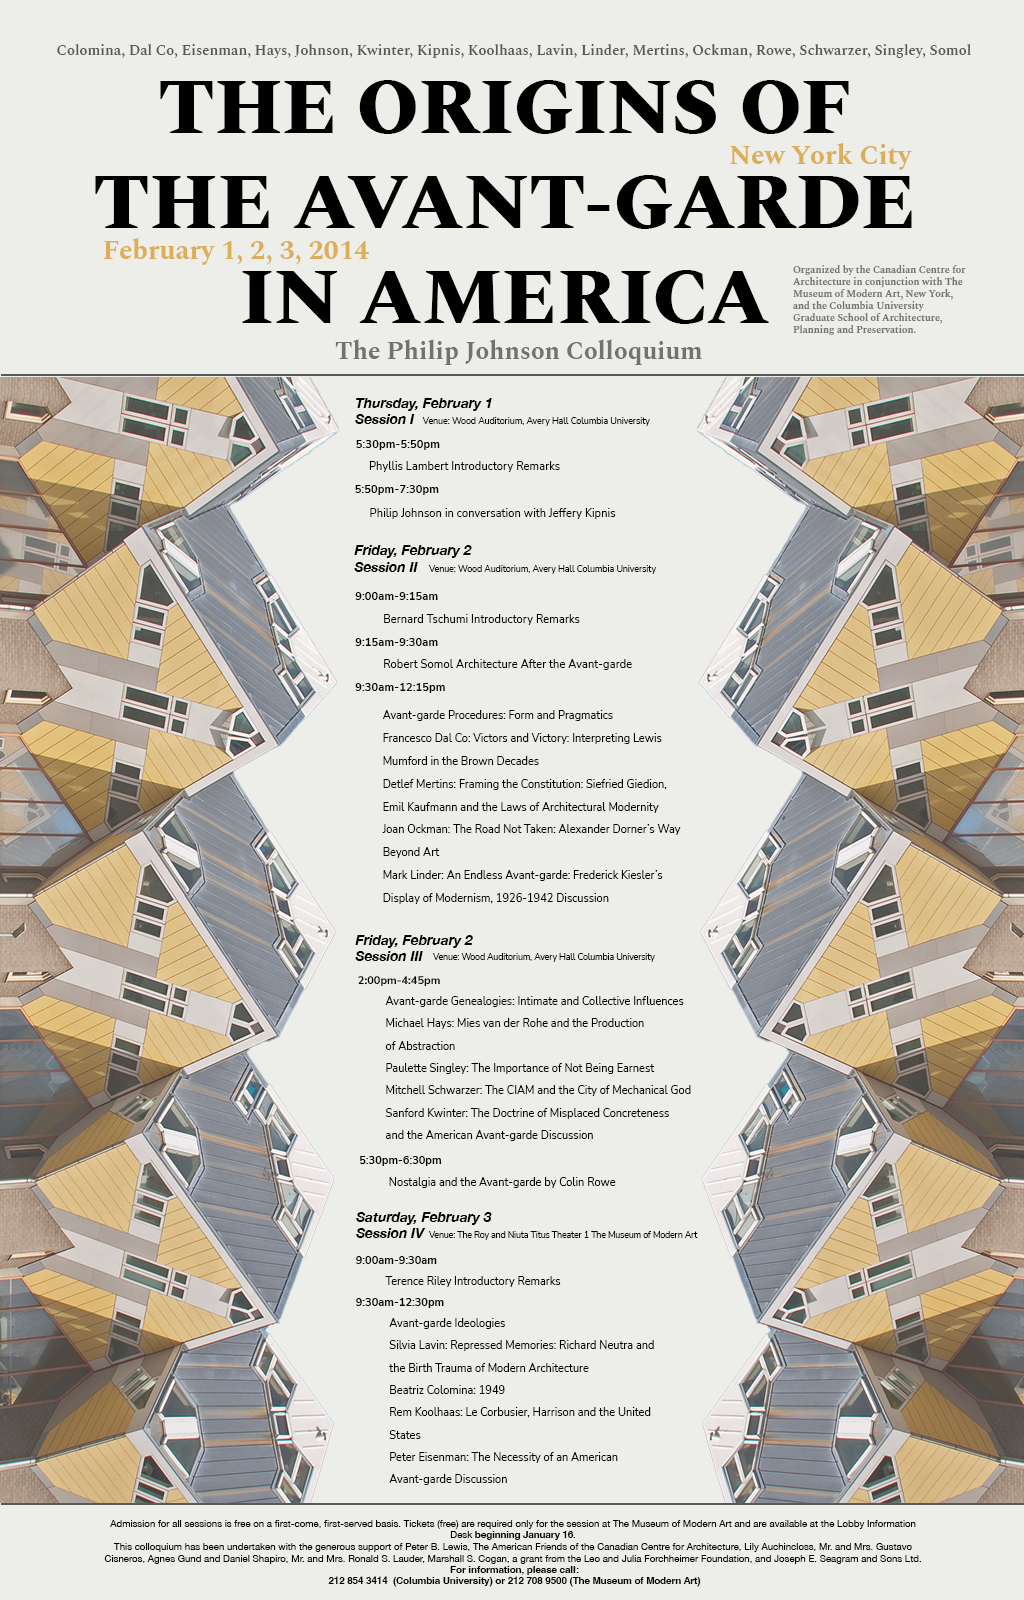 Colomina, Dal Co, Eisenman, Hays, Johnson, Kwinter, Kipnis, Koolhaas, Lavin, Linder, Mertins, Ockman, Rowe, Schwarzer, Singley, Somol
THE ORIGINS OF
New York City
THE AVANT-GARDE
February 1, 2, 3, 2014
IN AMERICA
Organized by the Canadian Centre for
Architecture in conjunction with The
Museum of Modern Art, New York,
and the Columbia University
Graduate School of Architecture,
Planning and Preservation.
The Philip Johnson Colloquium
Thursday, February 1
Session I Venue: Wood Auditorium, Avery Hall Columbia University
5:30pm-5:50pm
Phyllis Lambert Introductory Remarks
5:50pm-7:30pm
Philip Johnson in conversation with Jeffery Kipnis
Friday, February 2
Session II Venue: Wood Auditorium, Avery Hall Columbia University
9:00am-9:15am
Bernard Tschumi Introductory Remarks
9:15am-9:30am
Robert Somol Architecture After the Avant-garde
9:30am-12:15pm
Avant-garde Procedures: Form and Pragmatics
Francesco Dal Co: Victors and Victory: Interpreting Lewis
Mumford in the Brown Decades
Detlef Mertins: Framing the Constitution: Siefried Giedion,
Emil Kaufmann and the Laws of Architectural Modernity
Joan Ockman: The Road Not Taken: Alexander Dorner's Way
Beyond Art
Mark Linder: An Endless Avant-garde: Frederick Kiesler's
Display of Modernism, 1926-1942 Discussion
Friday, February 2
Session III Venue: Wood Auditorium, Avery Hall Columbia University
2:00pm-4:45pm
Avant-garde Genealogies: Intimate and Collective Influences
Michael Hays: Mies van der Rohe and the Production
of Abstraction
Paulette Singley: The Importance of Not Being Earnest
Mitchell Schwarzer: The CIAM and the City of Mechanical God
Sanford Kwinter: The Doctrine of Misplaced Concreteness
and the American Avant-garde Discussion
5:30pm-6:30pm
Nostalgia and the Avant-garde by Colin Rowe
Saturday, February 3
Session IV Venue: The Roy and Niuta Titus Theater 1 The Museum of Modern Art
9:00am-9:30am
Terence Riley Introductory Remarks
9:30am-12:30pm
Avant-garde Ideologies
Silvia Lavin: Repressed Memories: Richard Neutra and
the Birth Trauma of Modern Architecture
Beatriz Colomina: 1949
Rem Koolhaas: Le Corbusier, Harrison and the United
States
Peter Eisenman: The Necessity of an American
Avant-garde Discussion
Admission for all sessions is free on a first-come, first-served basis. Tickets (free) are required only for the session at The Museum of Modern Art and are available at the Lobby Information
Desk beginning January 16.
This colloquium has been undertaken with the generous support of Peter B. Lewis, The American Friends of the Canadian Centre for Architecture, Lily Auchincloss, Mr. and Mrs. Gustavo
Cisneros, Agnes Gund and Daniel Shapiro, Mr. and Mrs. Ronald S. Lauder, Marshall S. Cogan, a grant from the Leo and Julia Forchheimer Foundation, and Joseph E. Seagram and Sons Ltd.
For information, please call:
212 854 3414 (Columbia University) or 212 708 9500 (The Museum of Modern Art)